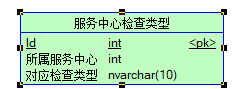 服务中心检查类型
Id int <pk>
所属服务中心 int
对应检查类型 nvarchar(10)